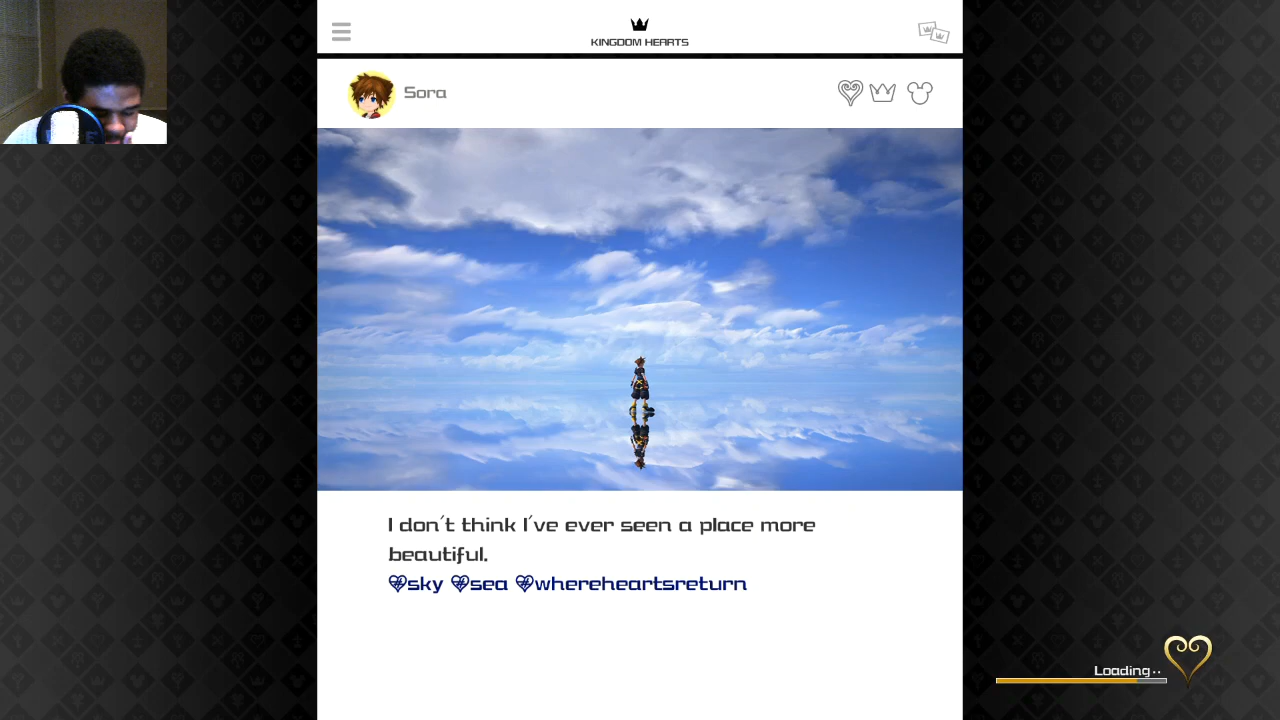 KINGDOM HEARTS
Sora
I don't think I've ever seen a place more
beautiful.
#sky #sea #whereheartsreturn
Loading..